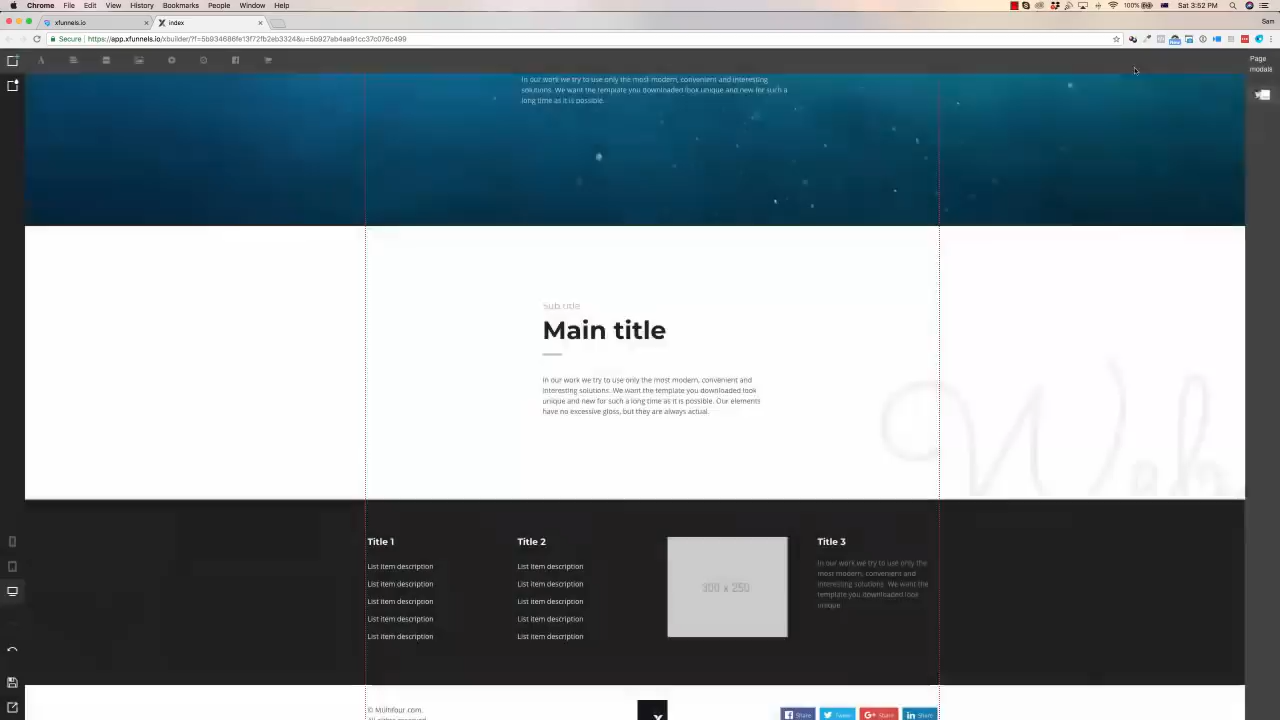 Chrome File Edit View History Bookmarks People Window Help
100% Sat 3:52 PM
xfunnels.io
index
Sam
Secure https://app.xfunnels.io/xbuilder/?f=5b934686fe13f72fb2eb3324&u=5b927ab4aa91cc37c076c499
Page
modals
In our work we try to use only the most modern, convenient and interesting
solutions. We want the template you downloaded look unique and new for such a
long time as it is possible.
Sub title
Main title
In our work we try to use only the most modern, convenient and
interesting solutions. We want the template you downloaded look
unique and new for such a long time as it is possible. Our elements
have no excessive gloss, but they are always actual.
Web
Title 1
List item description
List item description
List item description
List item description
List item description
Title 2
List item description
List item description
List item description
List item description
List item description
300 x 250
Title 3
In our work we try to use only the
most modern, convenient and
interesting solutions. We want the
template you downloaded look
unique
© Multifour.com.
All rights reserved
X
Share
Tweet
Share
Share